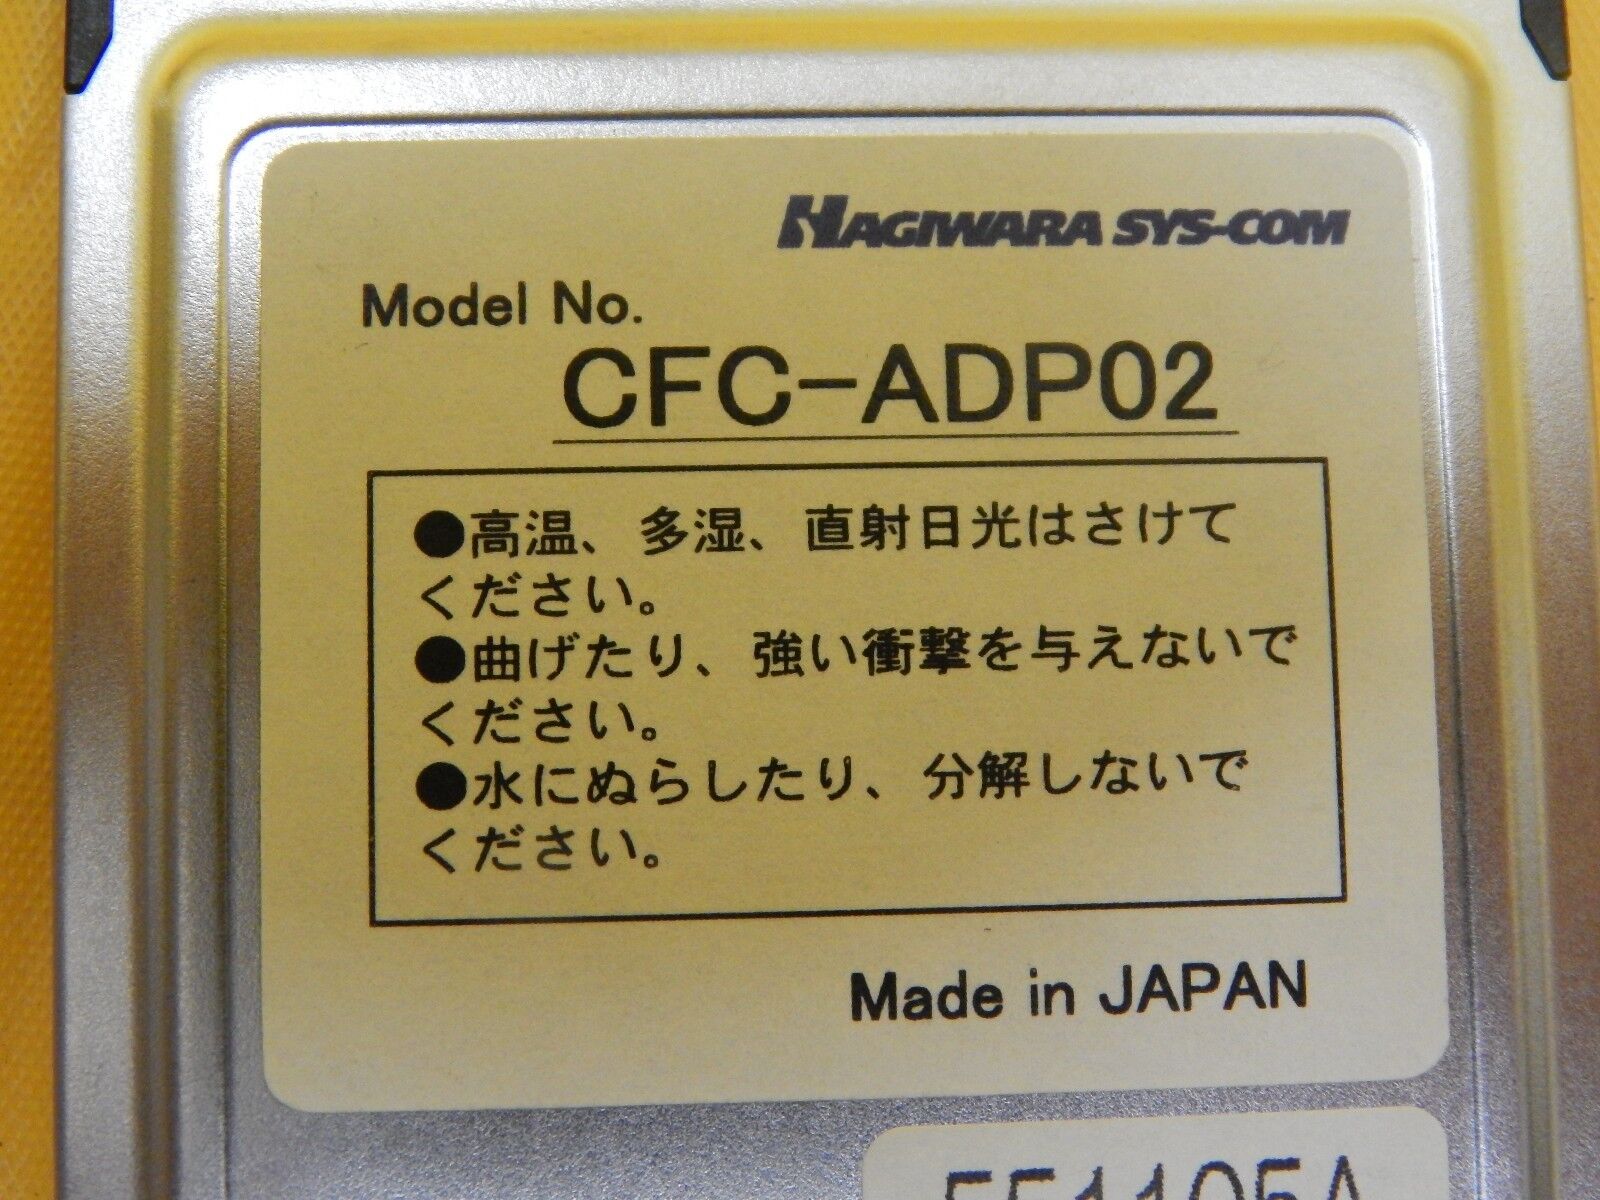 HAGIWARA SYS-COM
Model No.
CFC-ADP02
●高温、多湿、直射日光はさけて
ください。
●曲げたり、強い衝撃を与えないで
ください。
●水にぬらしたり、分解しないで
ください。
Made in JAPAN